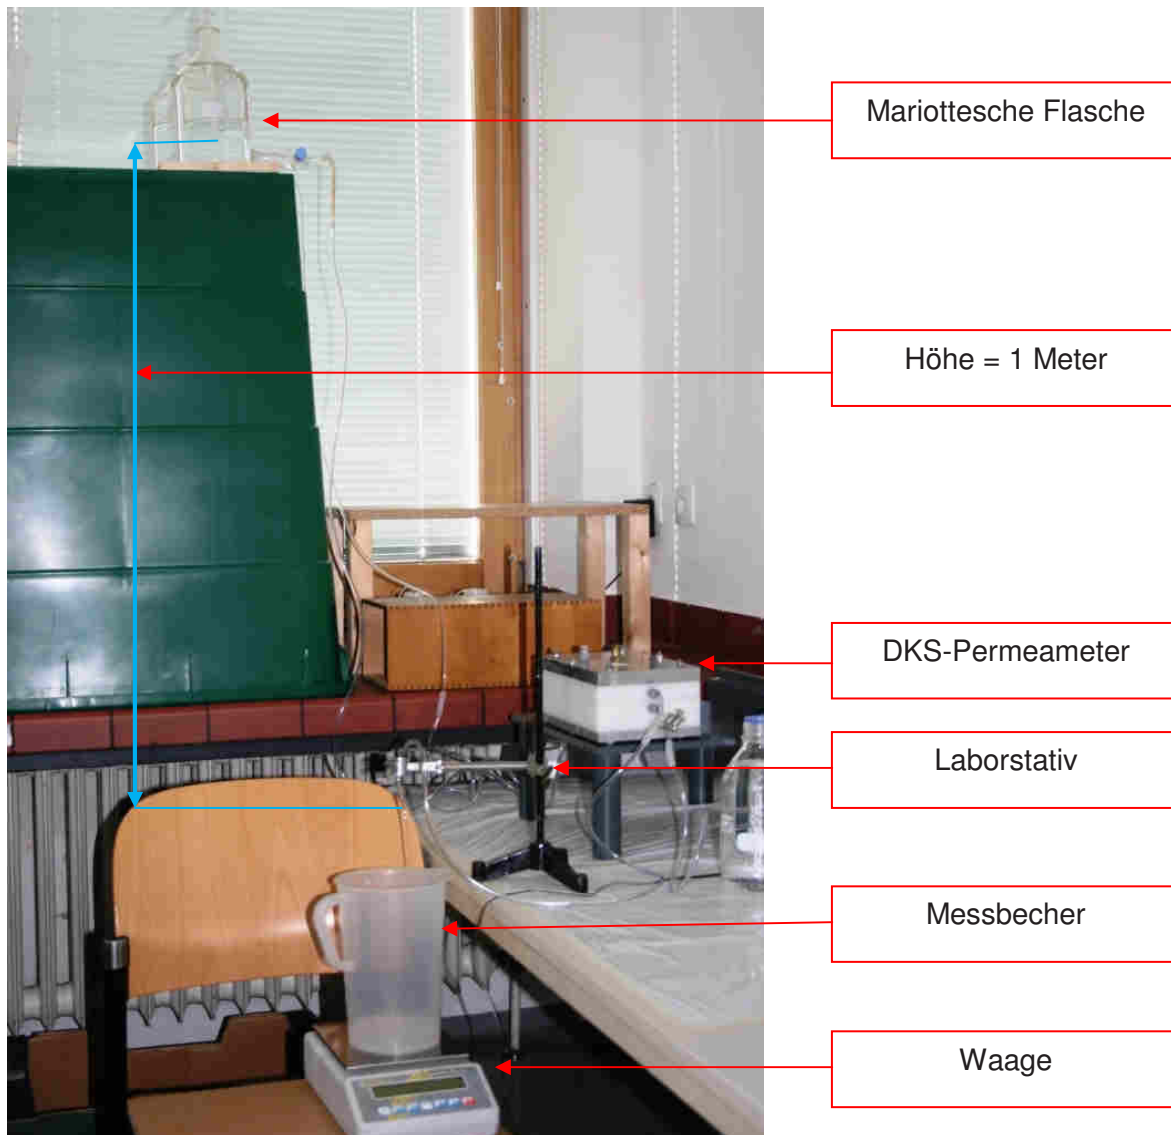 Mariottesche Flasche
Höhe = 1 Meter
DKS-Permeameter
Laborstativ
Messbecher
Waage